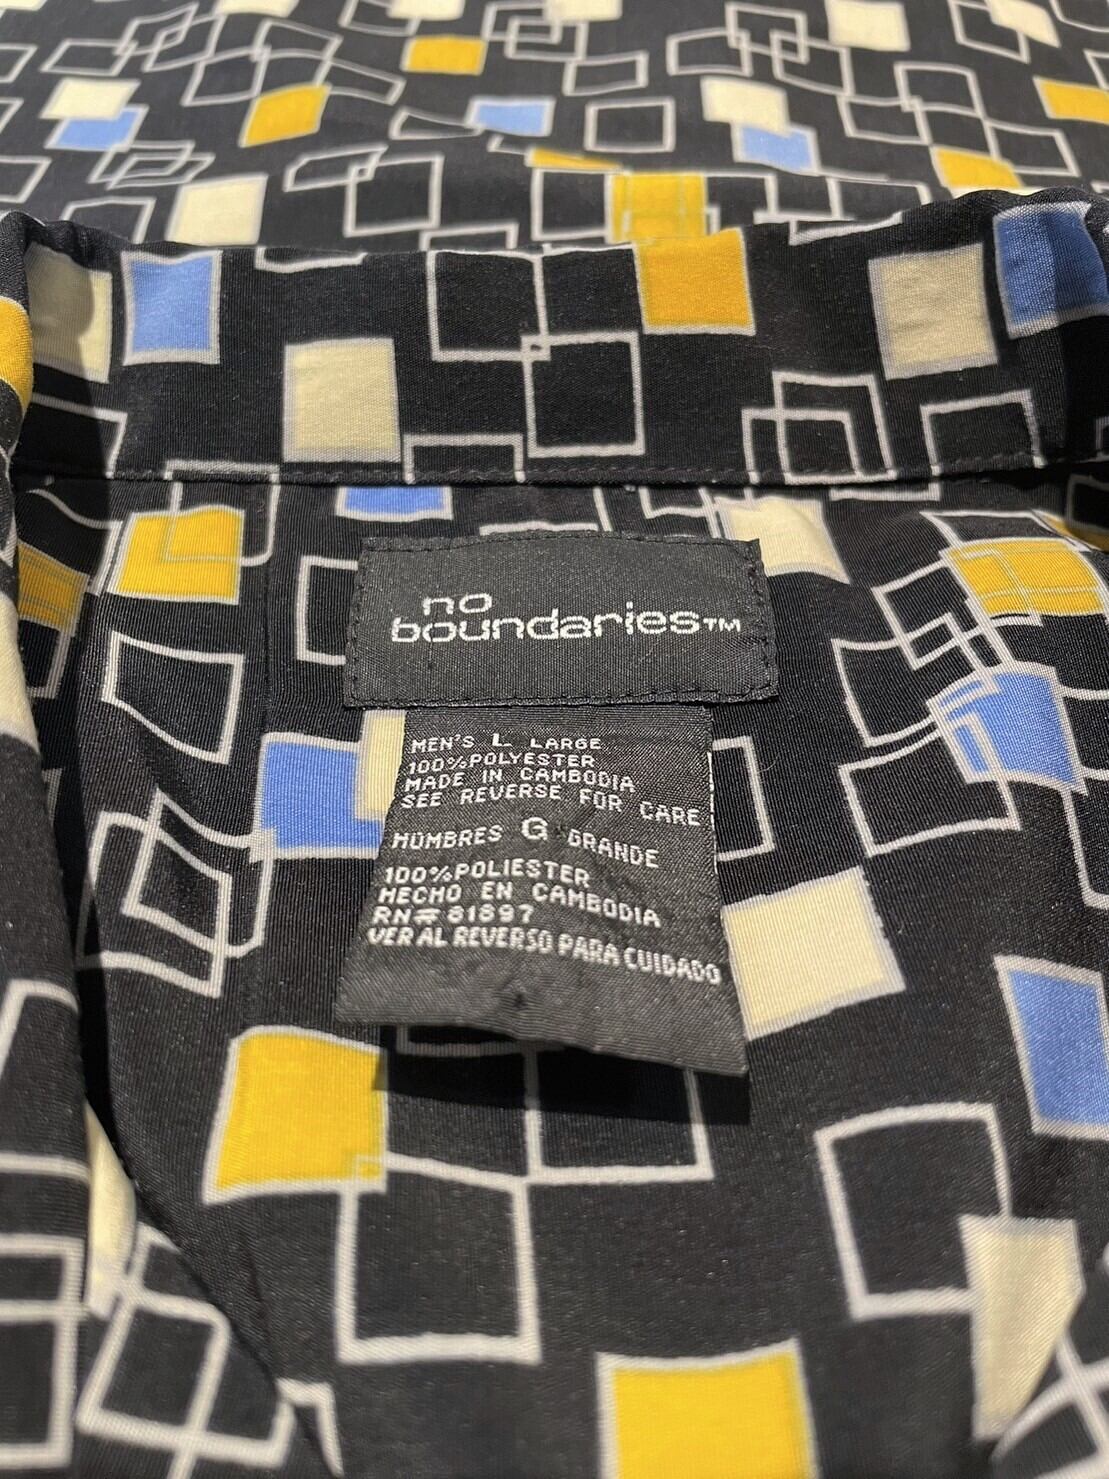 no
boundaries™
MEN'S L LARGE
100%POLYESTER
MADE IN CAMBODIA
SEE REVERSE FOR CARE
HOMBRES G GRANDE
100%POLIESTER
HECHO EN CAMBODIA
RN# 81897
VER AL REVERSO PARA CUIDADO